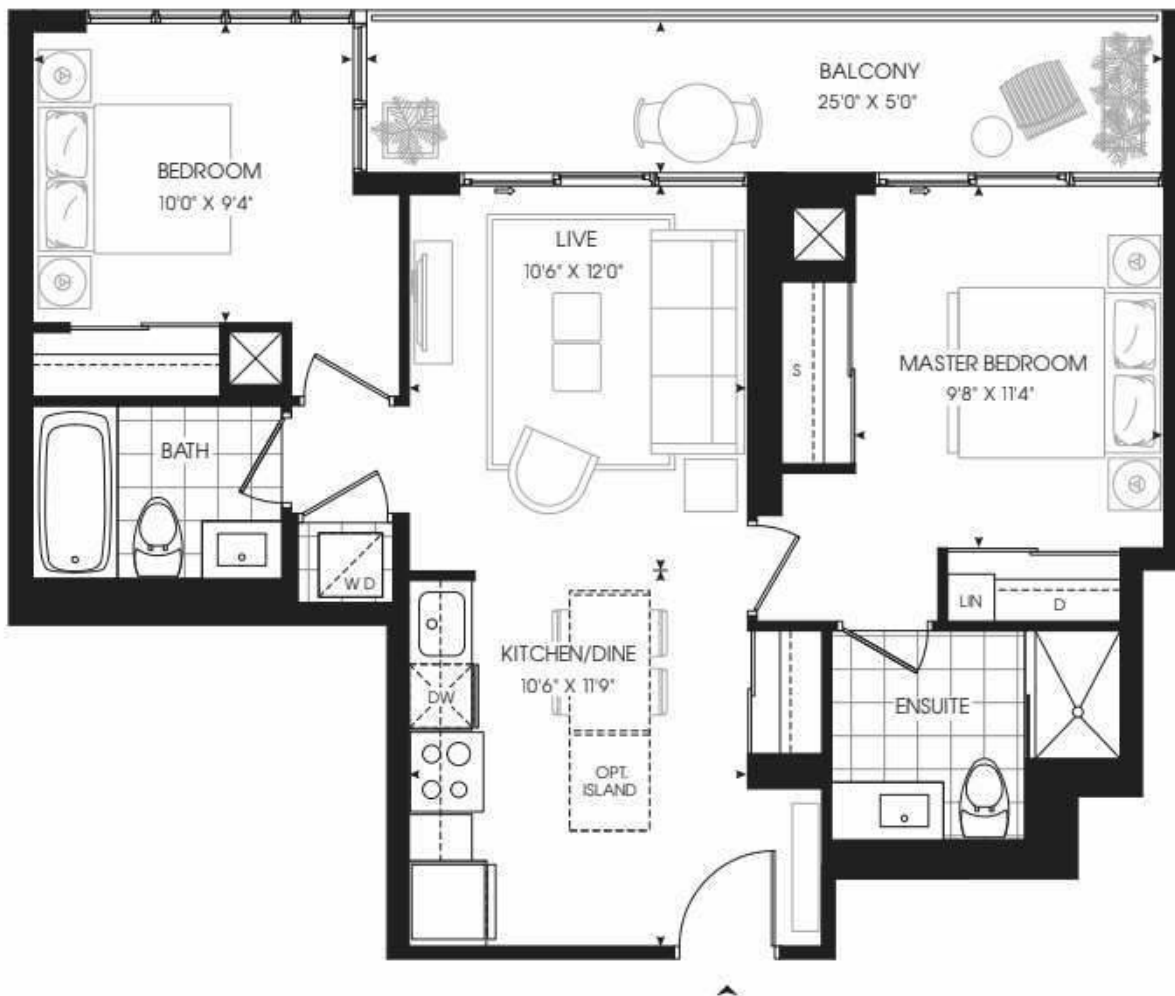 BALCONY
25'0" X 5'0"
BEDROOM
10'0" X 9'4"
LIVE
10'6" X 12'0"
S
MASTER BEDROOM
9'8" X 11'4"
BATH
W D
LIN
D
KITCHEN/DINE
10'6" X 11'9"
DW
ENSUITE
OPT.
ISLAND